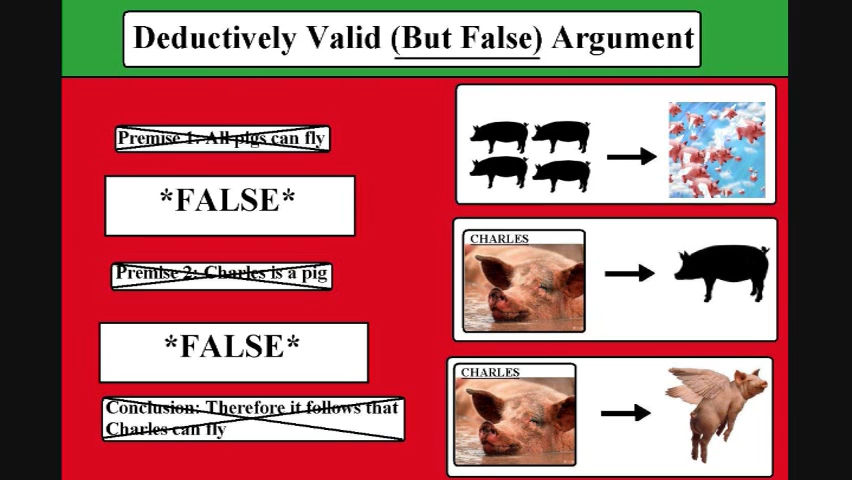 Deductively Valid (But False) Argument
Premise 1: All pigs can fly
*FALSE*
Premise 2: Charles is a pig
*FALSE*
Conclusion: Therefore it follows that
Charles can fly
CHARLES
CHARLES